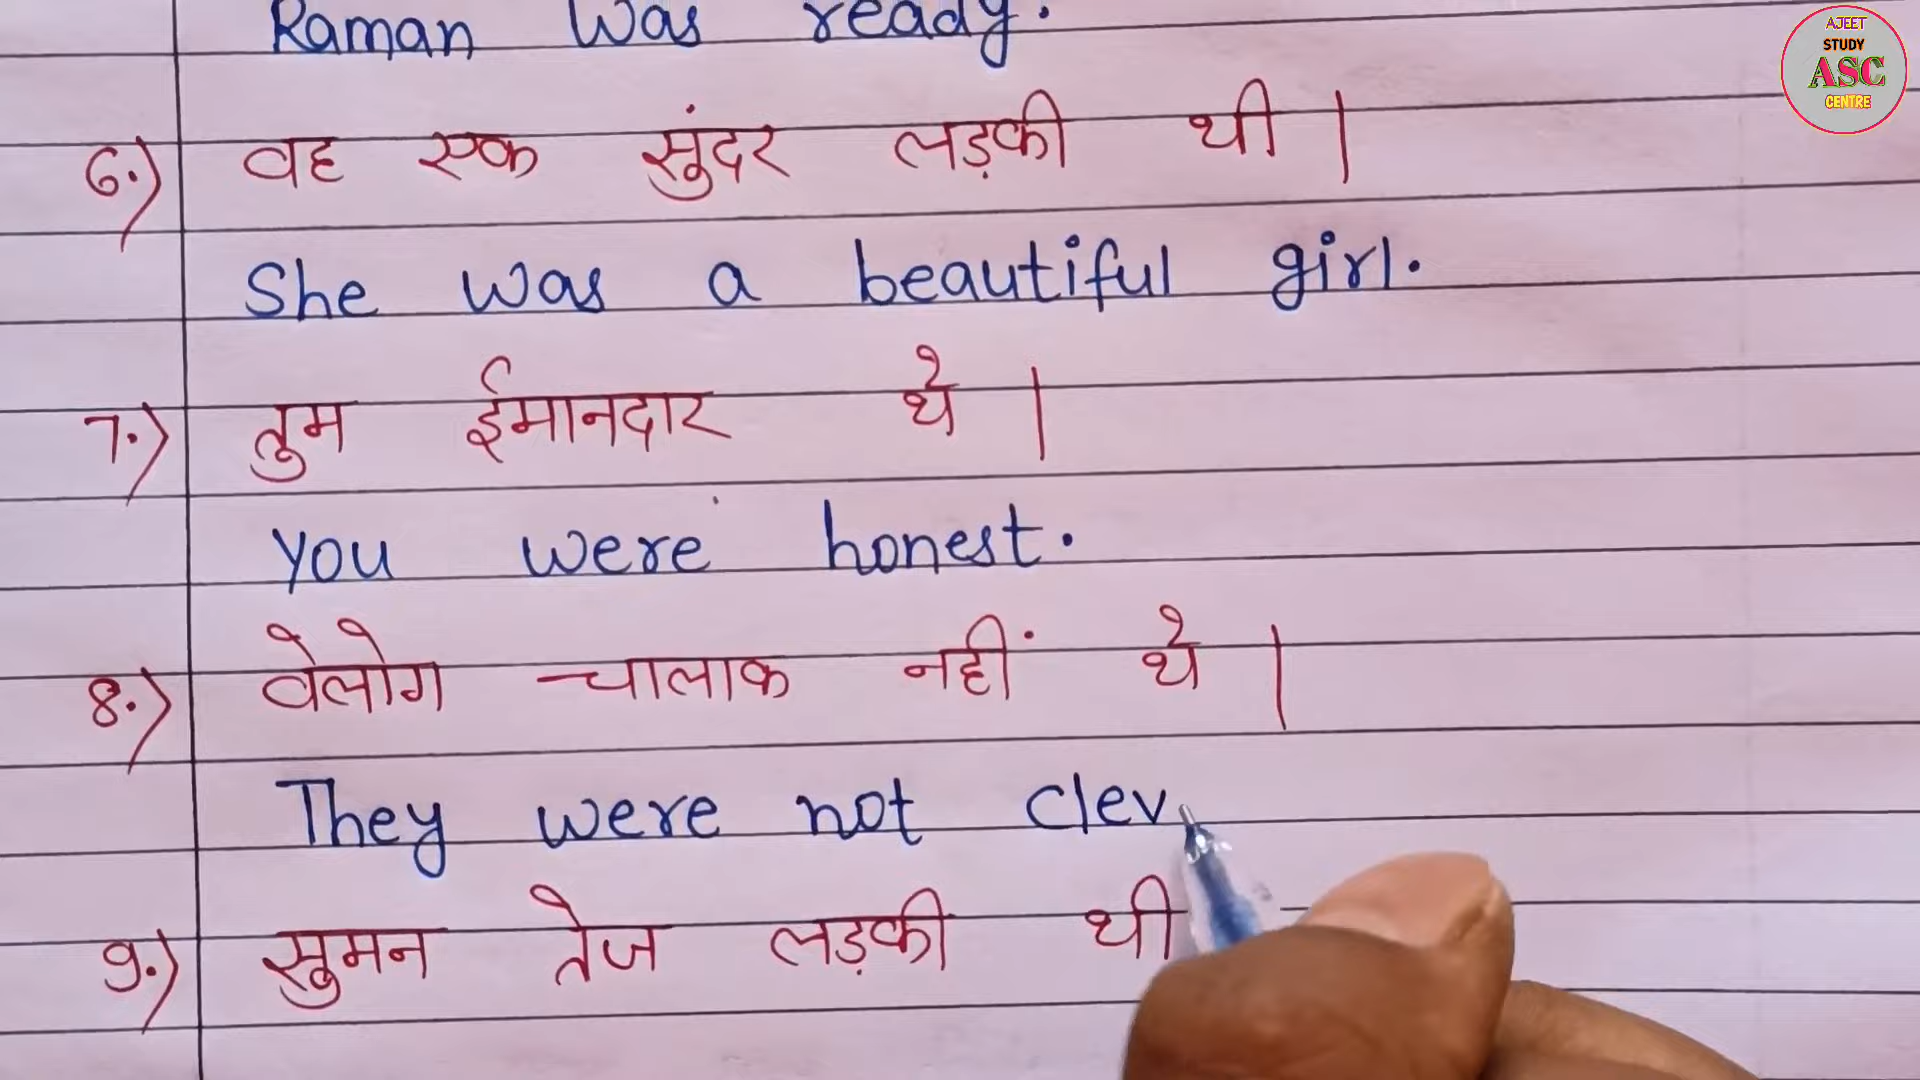 Raman was ready.
6.) वह एक सुंदर लड़की थी |
She was a beautiful girl.
7.) तुम ईमानदार थे |
You were honest.
8.) वेलोग चालाक नहीं थे |
They were not clev
9.) सुमन तेज लड़की थी
AJEET
STUDY
ASC
CENTRE